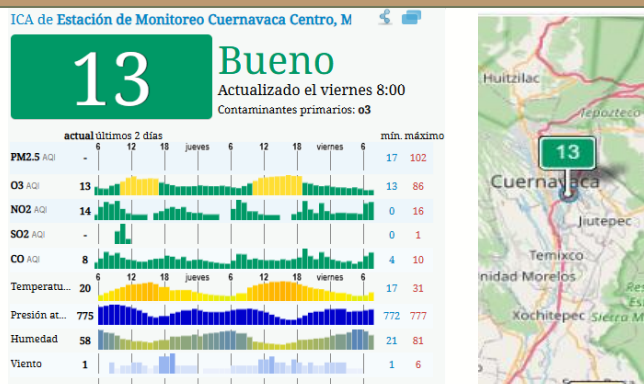 ICA de Estación de Monitoreo Cuernavaca Centro, M
13
Bueno
Actualizado el viernes 8:00
Contaminantes primarios: o3
actual últimos 2 días mín. máximo
6 12 18 jueves 6 12 18 viernes 6
PM2.5 AQI - 17 102
O3 AQI 13 13 86
NO2 AQI 14 0 16
SO2 AQI - 0 1
CO AQI 8 4 10
6 12 18 jueves 6 12 18 viernes 6
Temperatu... 20 17 31
Presión at... 775 772 777
Humedad 58 21 81
Viento 1 1 6
Huitzilac
Tepozteco
13
Cuernavaca
Jiutepec
Temixco
nidad Morelos
Xochitepec
Sierra M